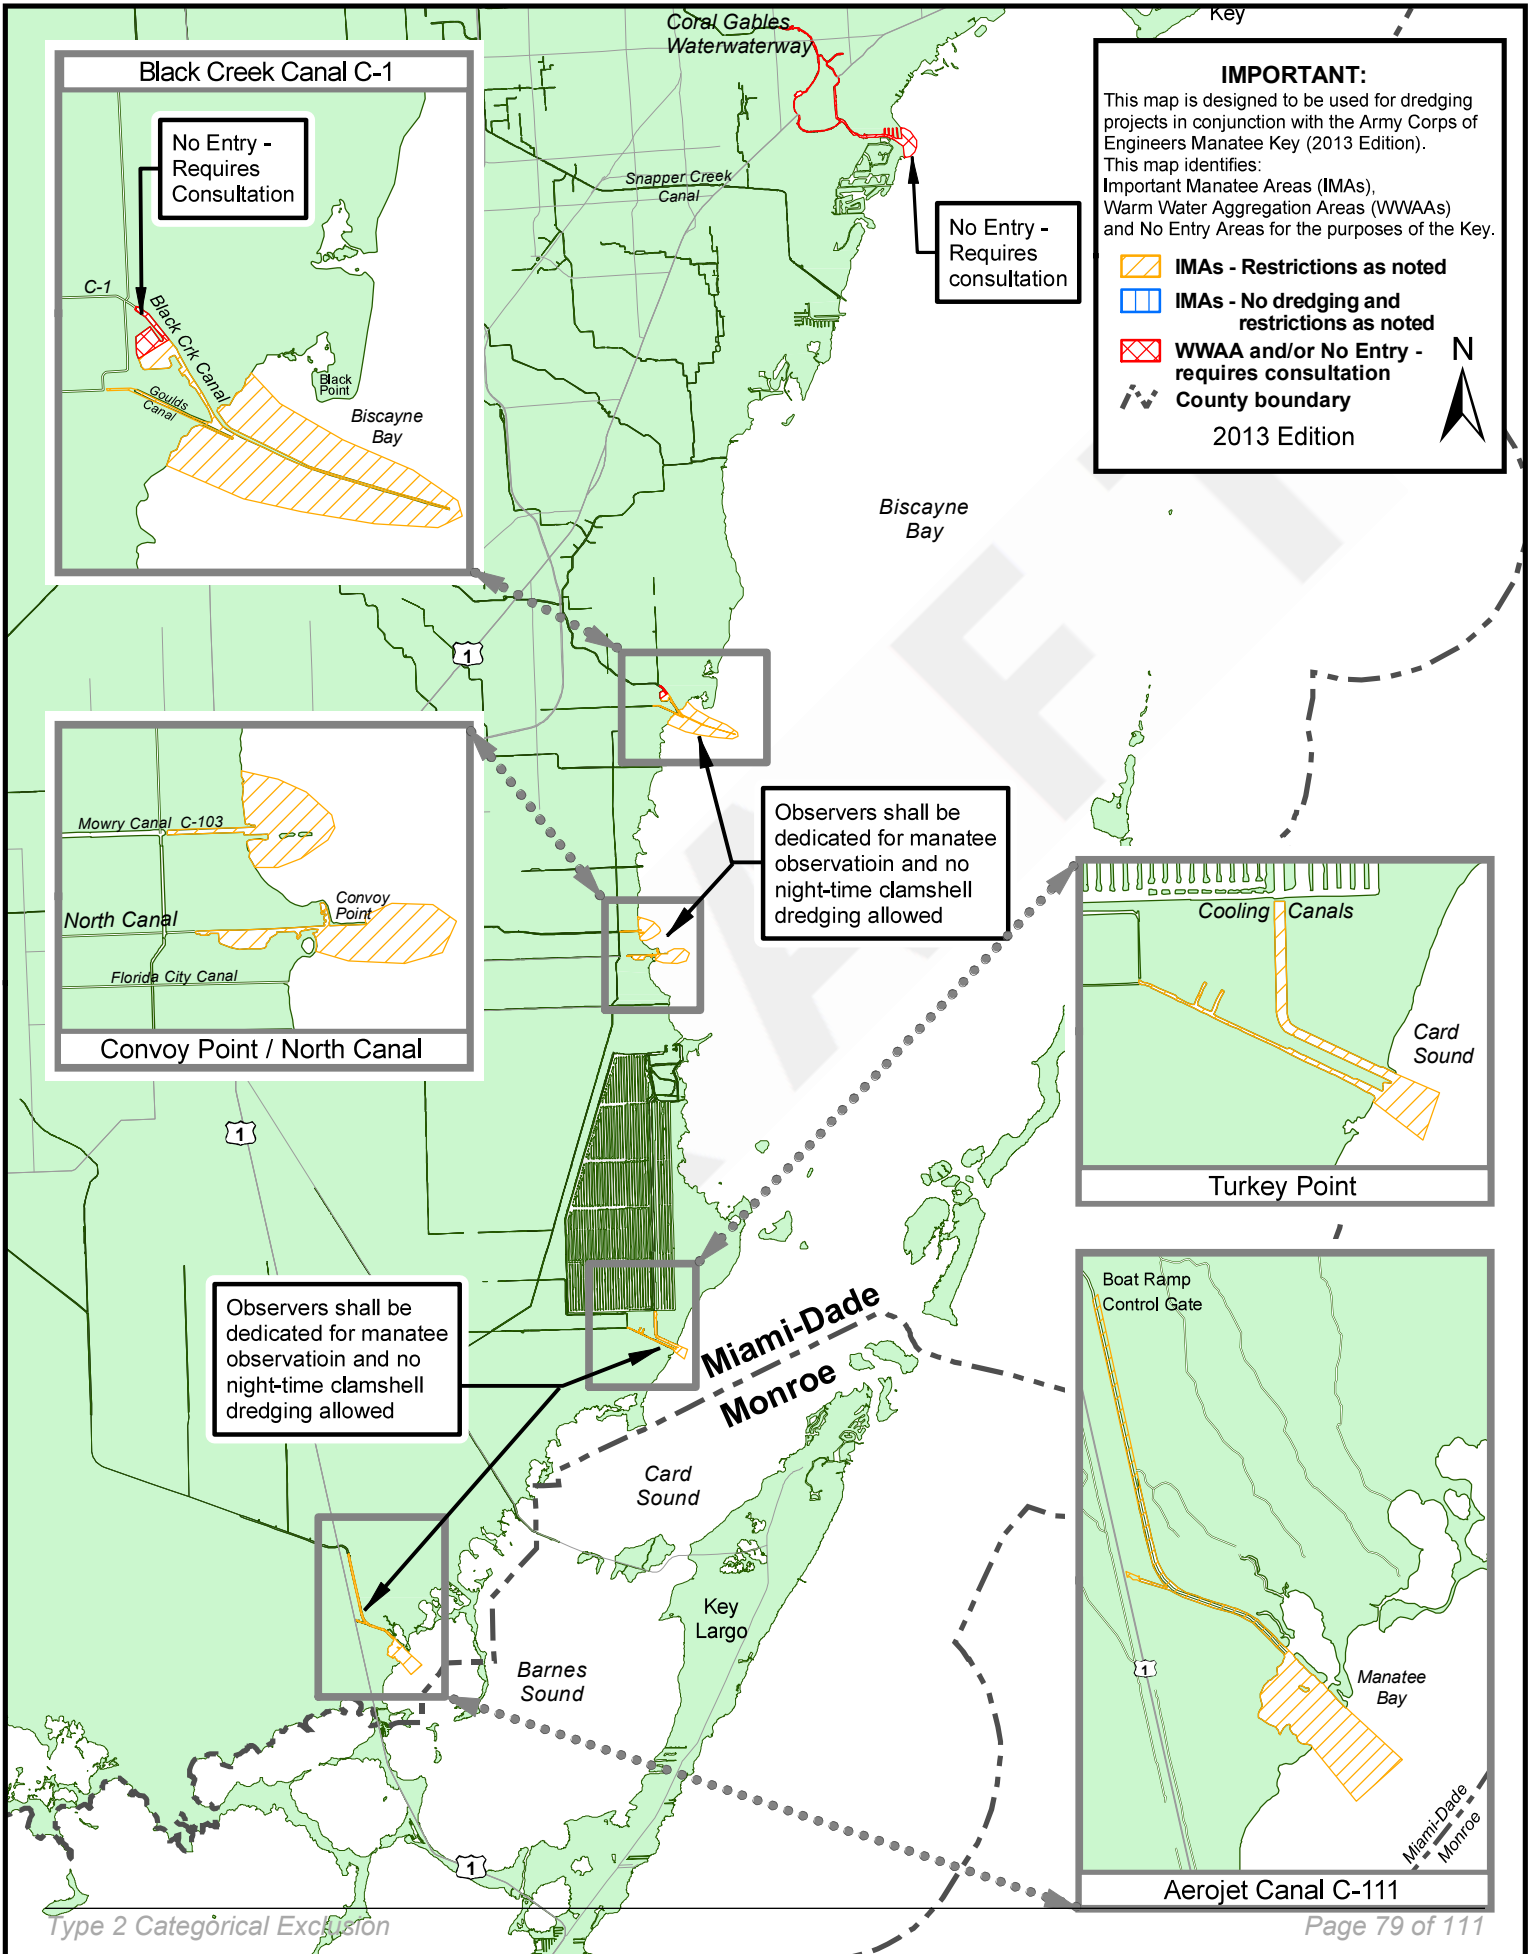 Key
Coral Gables
Waterwaterway
Black Creek Canal C-1
No Entry -
Requires
Consultation
C-1
Black Crk Canal
Goulds
Canal
Black
Point
Biscayne
Bay
Snapper Creek
Canal
No Entry -
Requires
consultation
IMPORTANT:
This map is designed to be used for dredging
projects in conjunction with the Army Corps of
Engineers Manatee Key (2013 Edition).
This map identifies:
Important Manatee Areas (IMAs),
Warm Water Aggregation Areas (WWAAs)
and No Entry Areas for the purposes of the Key.
IMAs - Restrictions as noted
IMAs - No dredging and
restrictions as noted
WWAA and/or No Entry -
requires consultation
County boundary
N
2013 Edition
Biscayne
Bay
1
Mowry Canal C-103
North Canal
Convoy
Point
Florida City Canal
Convoy Point / North Canal
Observers shall be
dedicated for manatee
observatioin and no
night-time clamshell
dredging allowed
Cooling Canals
Card
Sound
Turkey Point
1
Observers shall be
dedicated for manatee
observatioin and no
night-time clamshell
dredging allowed
Miami-Dade
Monroe
Card
Sound
Key
Largo
Barnes
Sound
1
Boat Ramp
Control Gate
1
Manatee
Bay
Miami-Dade
Monroe
Aerojet Canal C-111
DRAFT
Type 2 Categorical Exclusion
Page 79 of 111